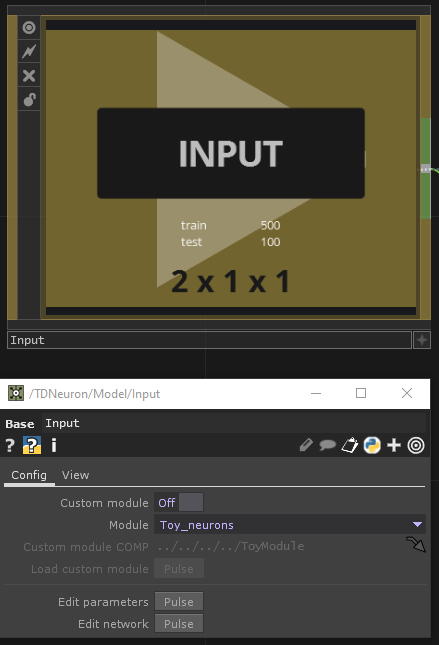 INPUT
train 500
test 100
2 x 1 x 1
Input
/TDNeuron/Model/Input
Base Input
? ? i
Config View
Custom module Off
Module Toy_neurons
Custom module COMP ../../../../ToyModule
Load custom module Pulse
Edit parameters Pulse
Edit network Pulse